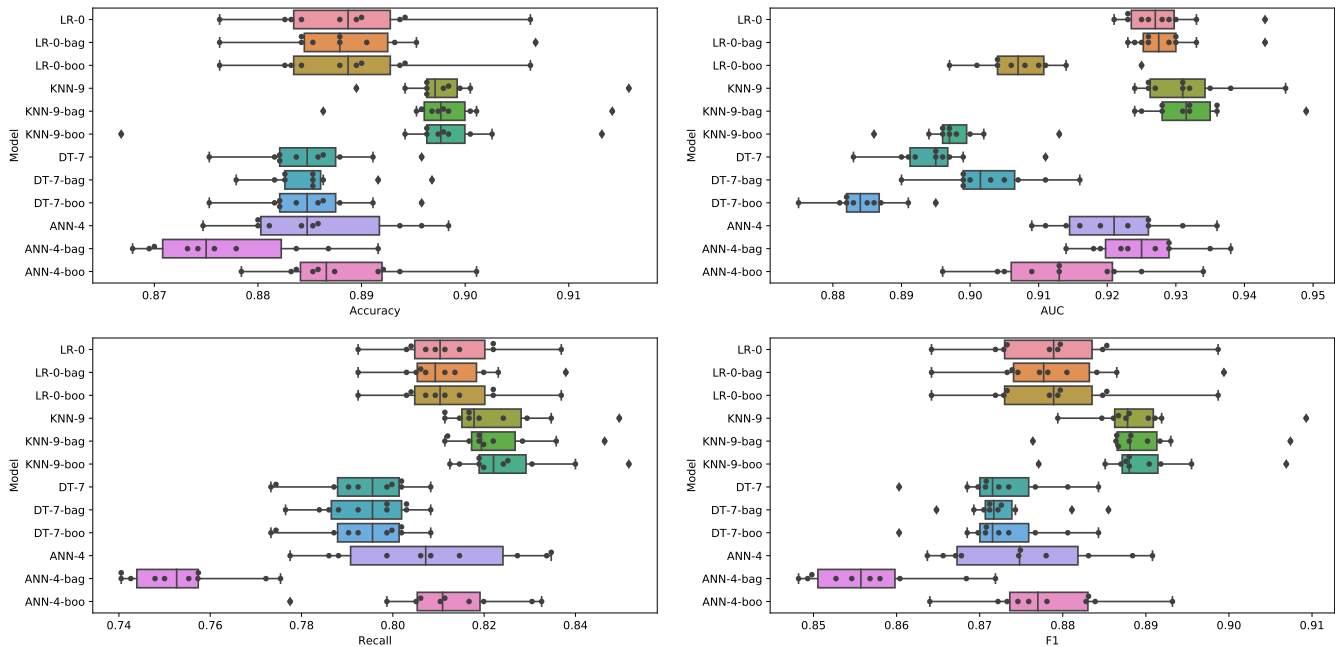 LR-0
LR-0-bag
LR-0-boo
KNN-9
KNN-9-bag
KNN-9-boo
DT-7
DT-7-bag
DT-7-boo
ANN-4
ANN-4-bag
ANN-4-boo
Model
0.87 0.88 0.89 0.90 0.91
Accuracy
LR-0
LR-0-bag
LR-0-boo
KNN-9
KNN-9-bag
KNN-9-boo
DT-7
DT-7-bag
DT-7-boo
ANN-4
ANN-4-bag
ANN-4-boo
Model
0.88 0.89 0.90 0.91 0.92 0.93 0.94 0.95
AUC
LR-0
LR-0-bag
LR-0-boo
KNN-9
KNN-9-bag
KNN-9-boo
DT-7
DT-7-bag
DT-7-boo
ANN-4
ANN-4-bag
ANN-4-boo
Model
0.74 0.76 0.78 0.80 0.82 0.84
Recall
LR-0
LR-0-bag
LR-0-boo
KNN-9
KNN-9-bag
KNN-9-boo
DT-7
DT-7-bag
DT-7-boo
ANN-4
ANN-4-bag
ANN-4-boo
Model
0.85 0.86 0.87 0.88 0.89 0.90 0.91
F1